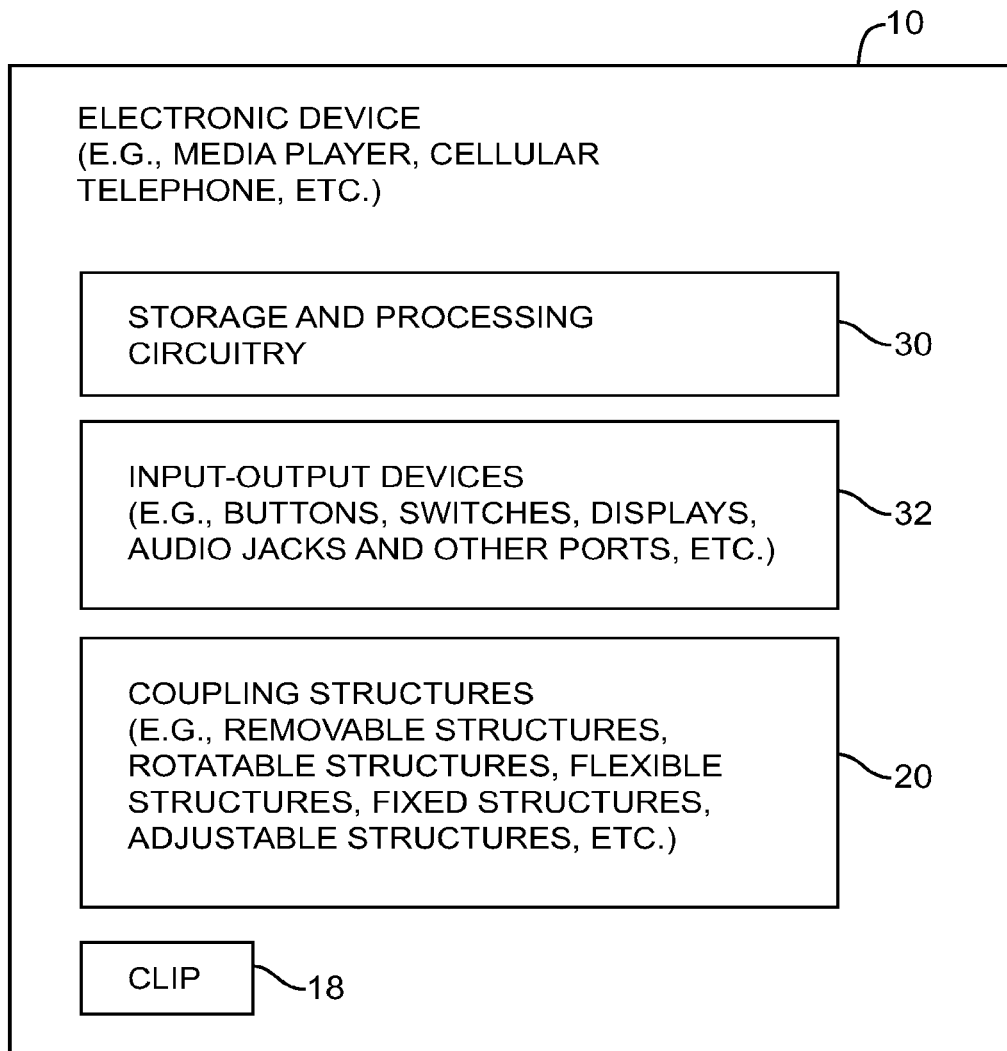 10
ELECTRONIC DEVICE
(E.G., MEDIA PLAYER, CELLULAR
TELEPHONE, ETC.)
STORAGE AND PROCESSING
CIRCUITRY
30
INPUT-OUTPUT DEVICES
(E.G., BUTTONS, SWITCHES, DISPLAYS,
AUDIO JACKS AND OTHER PORTS, ETC.)
32
COUPLING STRUCTURES
(E.G., REMOVABLE STRUCTURES,
ROTATABLE STRUCTURES, FLEXIBLE
STRUCTURES, FIXED STRUCTURES,
ADJUSTABLE STRUCTURES, ETC.)
20
CLIP
18